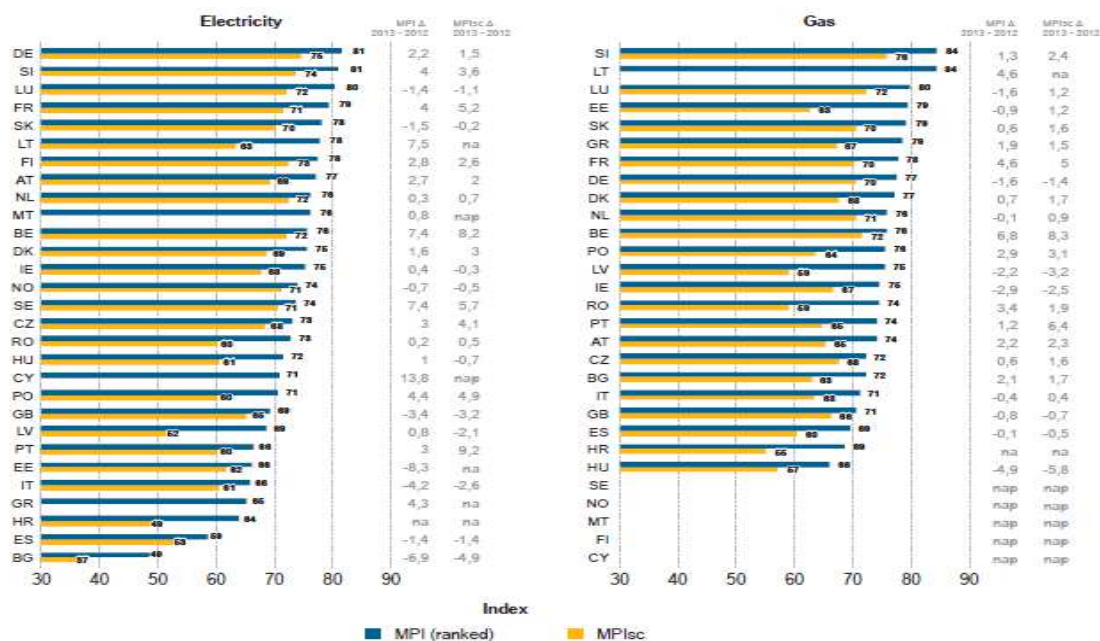 Electricity
MPI Δ 2013 - 2012
MPIsc Δ 2013 - 2012
DE 81 75 2,2 1,5
SI 81 74 4 3,6
LU 80 72 -1,4 -1,1
FR 79 71 4 5,2
SK 78 70 -1,5 -0,2
LT 78 63 7,5 na
FI 78 73 2,8 2,6
AT 77 69 2,7 2
NL 76 72 0,3 0,7
MT 76 0,8 nap
BE 76 72 7,4 8,2
DK 75 69 1,6 3
IE 75 68 0,4 -0,3
NO 74 71 -0,7 -0,5
SE 74 71 7,4 5,7
CZ 73 68 3 4,1
RO 73 60 0,2 0,5
HU 72 61 1 -0,7
CY 71 13,8 nap
PO 71 60 4,4 4,9
GB 69 65 -3,4 -3,2
LV 69 52 0,8 -2,1
PT 66 60 3 9,2
EE 66 62 -8,3 na
IT 66 61 -4,2 -2,6
GR 65 4,3 na
HR 64 49 na na
ES 59 53 -1,4 -1,4
BG 49 37 -6,9 -4,9
30 40 50 60 70 80 90
Gas
MPI Δ 2013 - 2012
MPIsc Δ 2013 - 2012
SI 84 76 1,3 2,4
LT 84 4,6 na
LU 80 72 -1,6 1,2
EE 79 63 -0,9 1,2
SK 79 70 0,6 1,6
GR 79 67 1,9 1,5
FR 78 70 4,6 5
DE 77 70 -1,6 -1,4
DK 77 68 0,7 1,7
NL 76 71 -0,1 0,9
BE 76 72 6,8 8,3
PO 76 64 2,9 3,1
LV 75 59 -2,2 -3,2
IE 75 67 -2,9 -2,5
RO 74 59 3,4 1,9
PT 74 65 1,2 6,4
AT 74 65 2,2 2,3
CZ 72 68 0,6 1,6
BG 72 63 2,1 1,7
IT 71 63 -0,4 0,4
GB 71 66 -0,8 -0,7
ES 69 60 -0,1 -0,5
HR 69 55 na na
HU 66 57 -4,9 -5,8
SE nap nap
NO nap nap
MT nap nap
FI nap nap
CY nap nap
30 40 50 60 70 80 90
Index
MPI (ranked) MPIsc